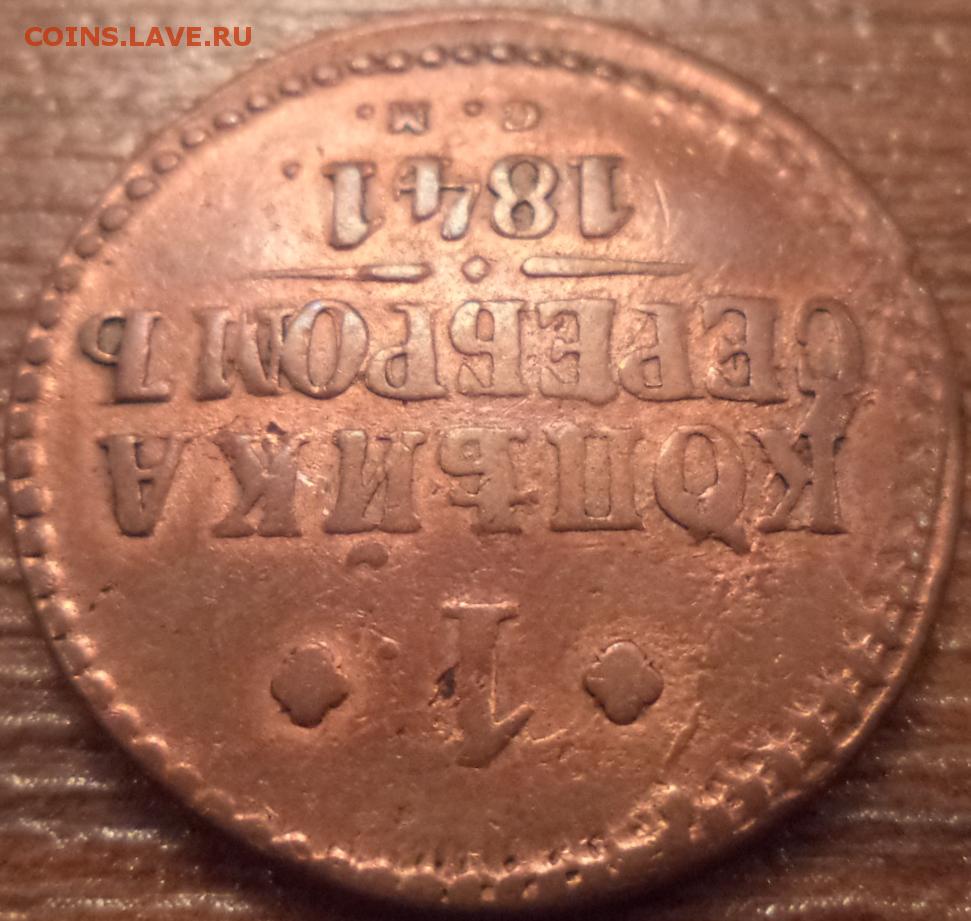 COINS.LAVE.RU
1
КОПѢЙКА
СЕРЕБРОМЪ
1841.
С. М.